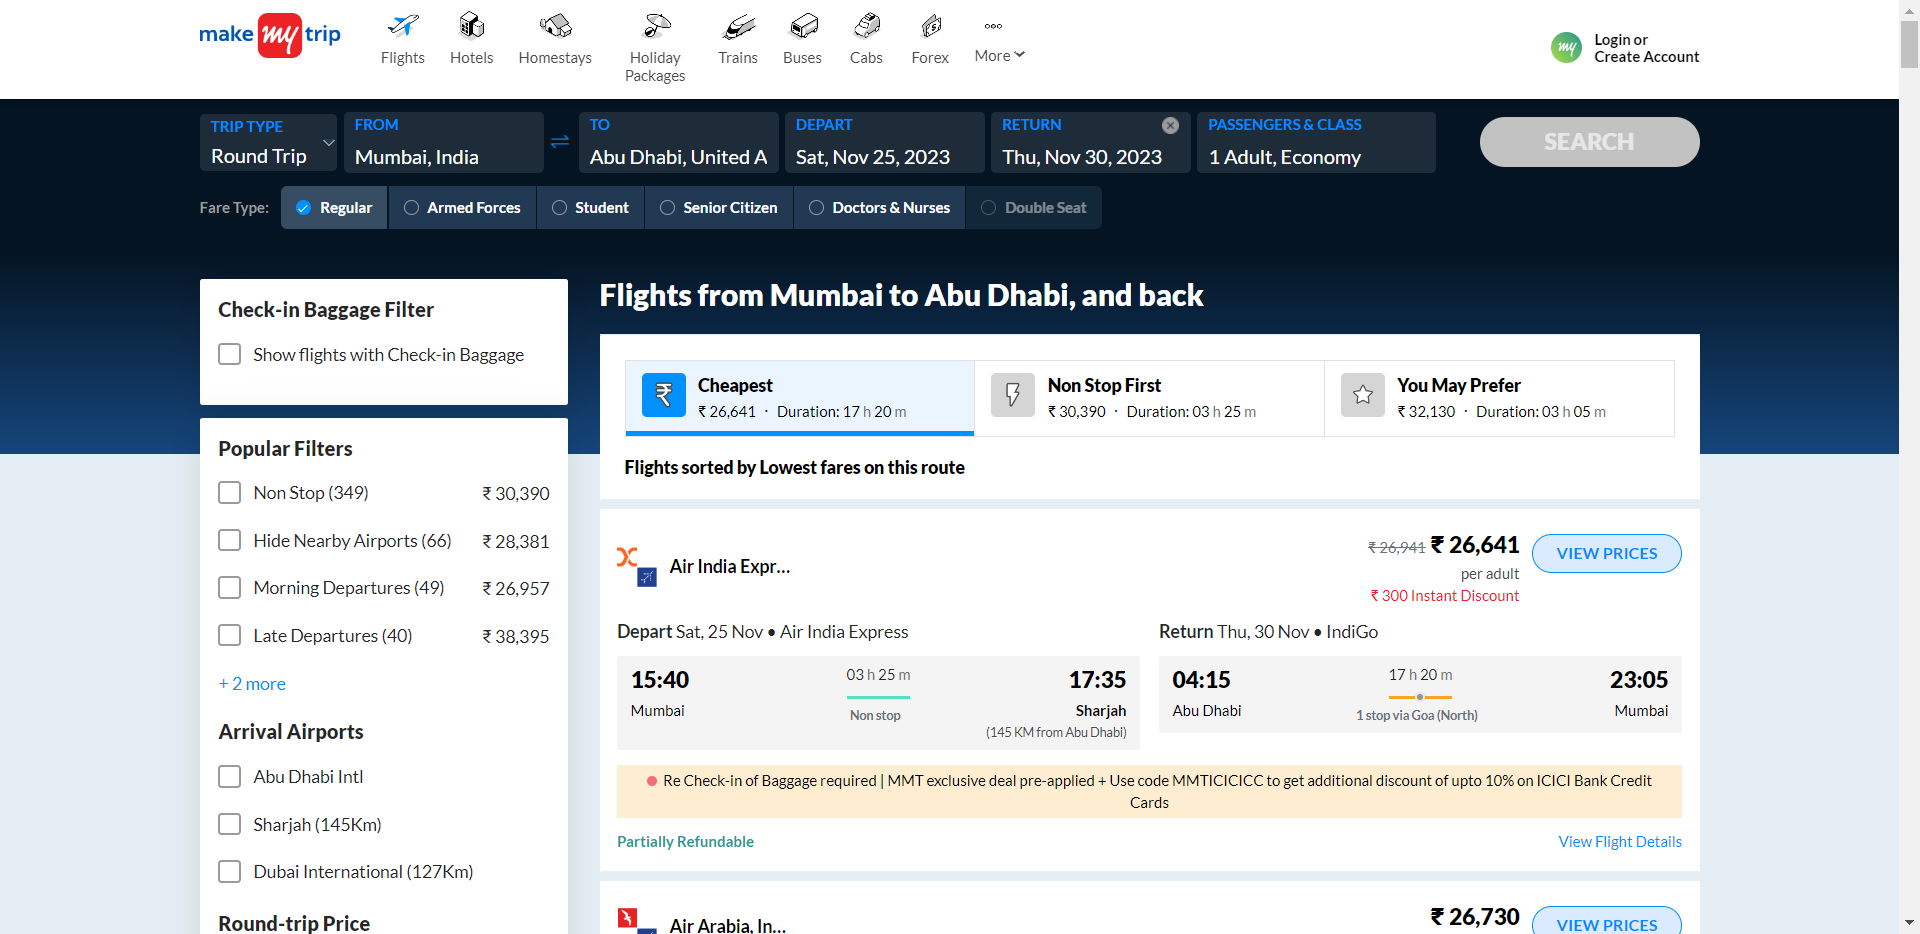 make my trip
Flights
Hotels
Homestays
Holiday
Packages
Trains
Buses
Cabs
Forex
More
my
Login or
Create Account
TRIP TYPE
Round Trip
FROM
Mumbai, India
TO
Abu Dhabi, United A
DEPART
Sat, Nov 25, 2023
RETURN
Thu, Nov 30, 2023
PASSENGERS & CLASS
1 Adult, Economy
SEARCH
Fare Type:
Regular
Armed Forces
Student
Senior Citizen
Doctors & Nurses
Double Seat
Check-in Baggage Filter
Show flights with Check-in Baggage
Popular Filters
Non Stop (349) ₹ 30,390
Hide Nearby Airports (66) ₹ 28,381
Morning Departures (49) ₹ 26,957
Late Departures (40) ₹ 38,395
+ 2 more
Arrival Airports
Abu Dhabi Intl
Sharjah (145Km)
Dubai International (127Km)
Round-trip Price
Flights from Mumbai to Abu Dhabi, and back
Cheapest
₹ 26,641 · Duration: 17 h 20 m
Non Stop First
₹ 30,390 · Duration: 03 h 25 m
You May Prefer
₹ 32,130 · Duration: 03 h 05 m
Flights sorted by Lowest fares on this route
Air India Expr...
₹ 26,941 ₹ 26,641
per adult
₹ 300 Instant Discount
VIEW PRICES
Depart Sat, 25 Nov • Air India Express
15:40 03 h 25 m 17:35
Mumbai Non stop Sharjah
(145 KM from Abu Dhabi)
Return Thu, 30 Nov • IndiGo
04:15 17 h 20 m 23:05
Abu Dhabi 1 stop via Goa (North) Mumbai
Re Check-in of Baggage required | MMT exclusive deal pre-applied + Use code MMTICICICC to get additional discount of upto 10% on ICICI Bank Credit
Cards
Partially Refundable
View Flight Details
Air Arabia, In...
₹ 26,730
VIEW PRICES